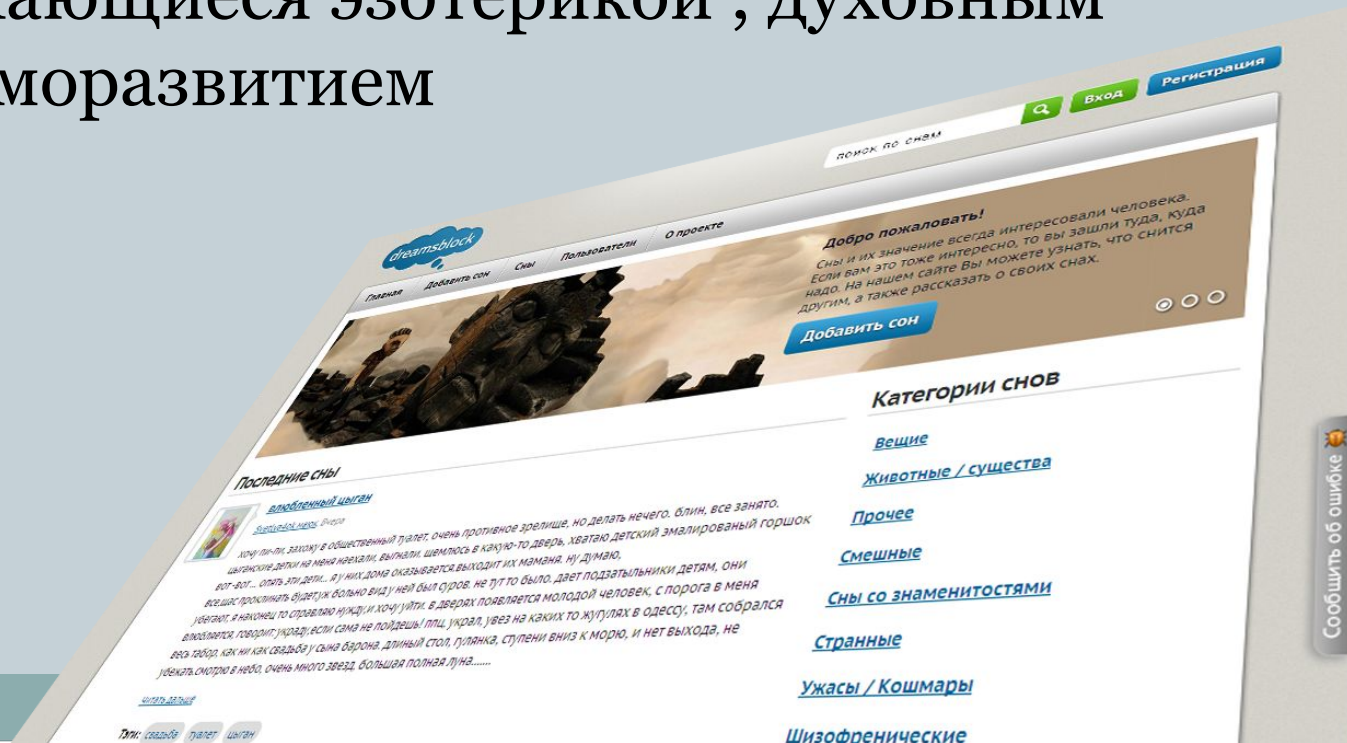 ающиеся эзотерикой , духовным
моразвитием
поиск по снам
Вход
Регистрация
dreamsblock
Главная
Добавить сон
Сны
Пользователи
О проекте
Добро пожаловать!
Сны и их значение всегда интересовали человека.
Если вам это тоже интересно, то вы зашли туда, куда
надо. На нашем сайте Вы можете узнать, что снится
другим, а также рассказать о своих снах.
Добавить сон
Последние сны
влюбленный цыган
Вчера
хочу пи-пи, захожу в общественный туалет, очень противное зрелище, но делать нечего. блин, все занято.
цыганские детки на меня наехали, выгнали. шемлюсь в какую-то дверь, хватаю детский эмалированый горшок
вот -вот... опять эти дети... я у них дома оказывается.выходит их маманя. ну думаю,
все,щас проклинать будет,уж больно вид у ней был суров. не тут то было. дает подзатыльники детям, они
убегают, я наконец то справляю нужду,и хочу уйти. в дверях появляется молодой человек, с порога в меня
влюбляется, говорит: украду,если сама не пойдешь! ппц, украл, увез на каких то жугулях в одессу, там собрался
весь табор, как ни как свадьба у сына барона. длиный стол, гулянка, ступени вниз к морю, и нет выхода, не
убежать.смотрю в небо, очень много звезд, большая полная луна.......
читать дальше
Тэги: свадьба туалет цыган
Категории снов
Вещие
Животные / существа
Прочее
Смешные
Сны со знаменитостями
Странные
Ужасы / Кошмары
Шизофренические
Сообщить об ошибке